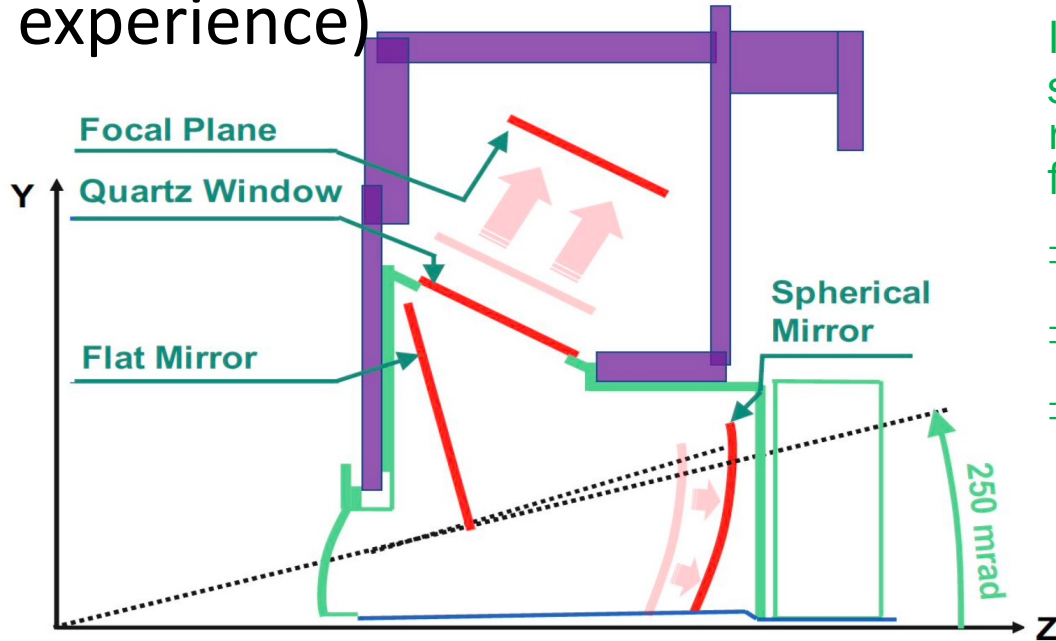 experience)
Focal Plane
Y
Quartz Window
Spherical
Mirror
Flat Mirror
250 mrad
Z